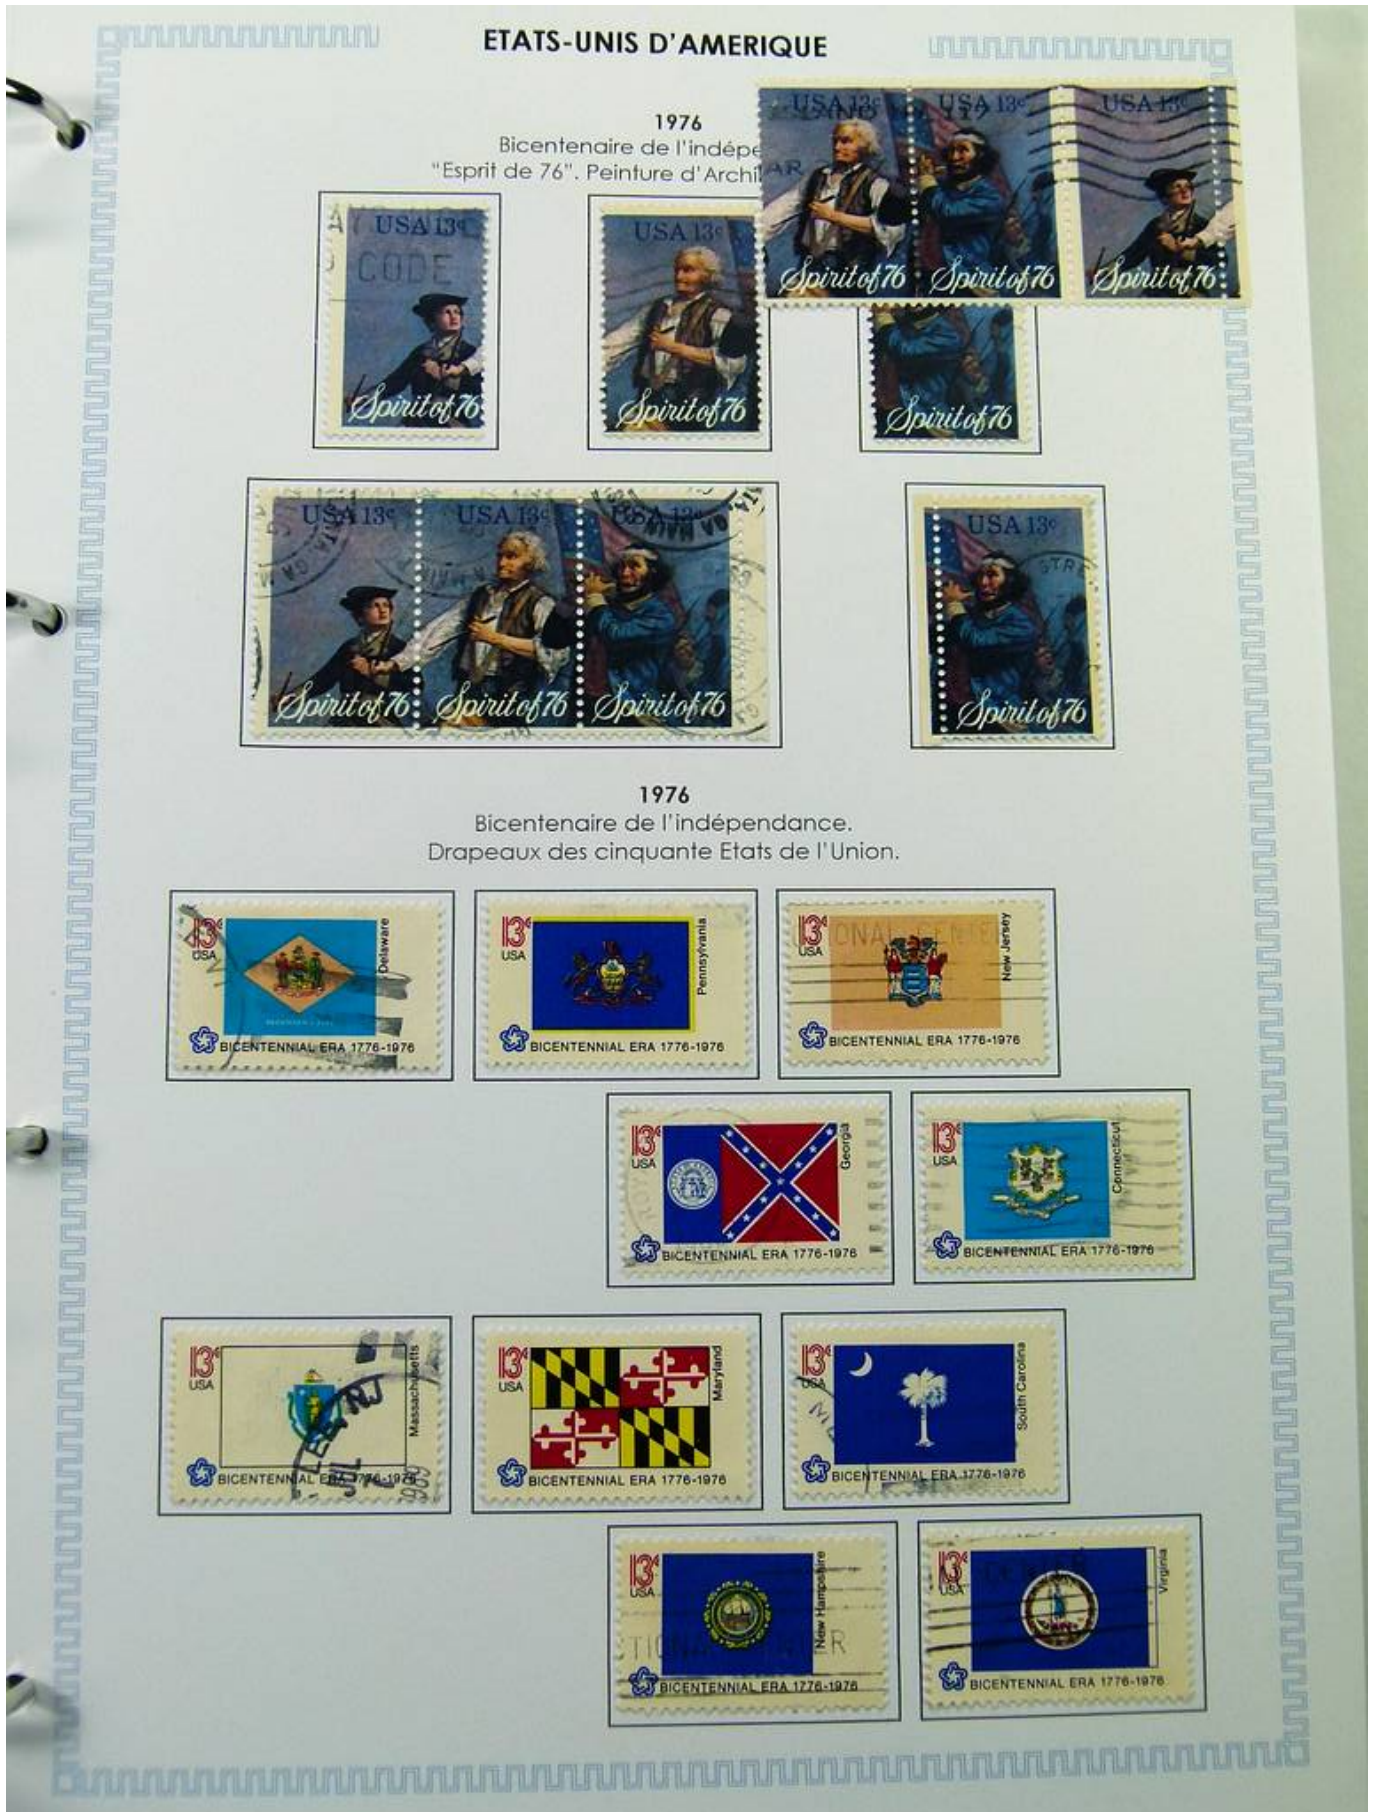 ETATS-UNIS D'AMERIQUE
1976
Bicentenaire de l'indépe
"Esprit de 76". Peinture d'Archi
USA 13c
USA 13c
USA 13c
Spirit of 76
Spirit of 76
Spirit of 76
USA 13c
CODE
Spirit of 76
USA 13c
Spirit of 76
Spirit of 76
USA 13c
USA 13c
USA 13c
Spirit of 76
Spirit of 76
Spirit of 76
USA 13c
STRE
Spirit of 76
1976
Bicentenaire de l'indépendance.
Drapeaux des cinquante Etats de l'Union.
13c
USA
Delaware
BICENTENNIAL ERA 1776-1976
13c
USA
Pennsylvania
BICENTENNIAL ERA 1776-1976
13c
USA
New Jersey
IONAL CENTE
BICENTENNIAL ERA 1776-1976
13c
USA
Georgia
BICENTENNIAL ERA 1776-1976
13c
USA
Connecticut
BICENTENNIAL ERA 1776-1976
13c
USA
Massachusetts
JUL
BICENTENNIAL ERA 1776-1976
13c
USA
Maryland
BICENTENNIAL ERA 1776-1976
13c
USA
South Carolina
BICENTENNIAL ERA 1776-1976
13c
USA
New Hampshire
BICENTENNIAL ERA 1776-1976
13c
USA
CENTER
Virginia
BICENTENNIAL ERA 1776-1976